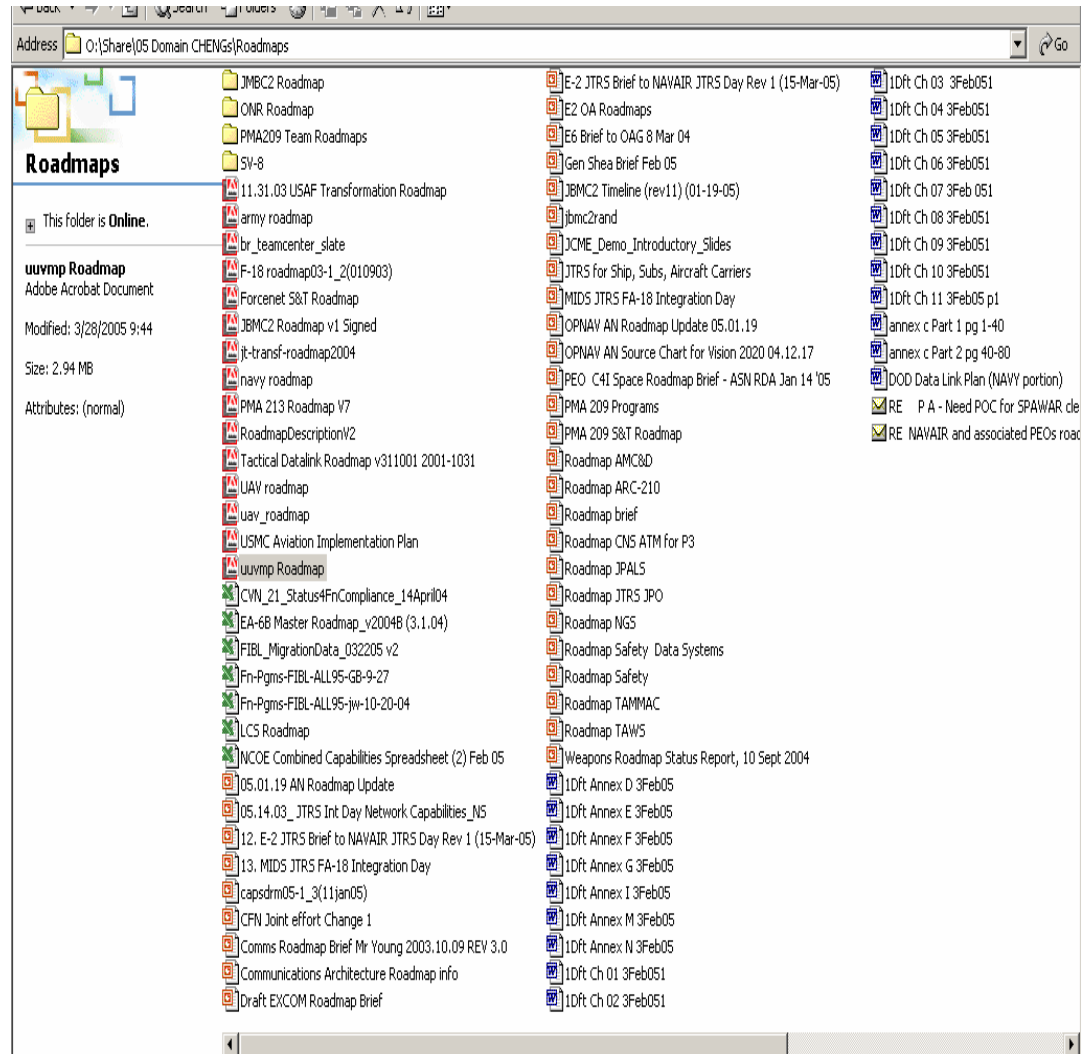 Back Search Folders
Address O:\Share\05 Domain CHENGs\Roadmaps Go
Roadmaps
This folder is Online.
uuvmp Roadmap
Adobe Acrobat Document
Modified: 3/28/2005 9:44
Size: 2.94 MB
Attributes: (normal)
JMBC2 Roadmap
ONR Roadmap
PMA209 Team Roadmaps
SV-8
11.31.03 USAF Transformation Roadmap
army roadmap
br_teamcenter_slate
F-18 roadmap03-1_2(010903)
Forcenet S&T Roadmap
JBMC2 Roadmap v1 Signed
jt-transf-roadmap2004
navy roadmap
PMA 213 Roadmap V7
RoadmapDescriptionV2
Tactical Datalink Roadmap v311001 2001-1031
UAV roadmap
uav_roadmap
USMC Aviation Implementation Plan
uuvmp Roadmap
CVN_21_Status4FnCompliance_14April04
EA-6B Master Roadmap_v2004B (3.1.04)
FIBL_MigrationData_032205 v2
Fn-Pgms-FIBL-ALL95-GB-9-27
Fn-Pgms-FIBL-ALL95-jw-10-20-04
LCS Roadmap
NCOE Combined Capabilities Spreadsheet (2) Feb 05
05.01.19 AN Roadmap Update
05.14.03_ JTRS Int Day Network Capabilities_NS
12. E-2 JTRS Brief to NAVAIR JTRS Day Rev 1 (15-Mar-05)
13. MIDS JTRS FA-18 Integration Day
capsdrm05-1_3(11jan05)
CFN Joint effort Change 1
Comms Roadmap Brief Mr Young 2003.10.09 REV 3.0
Communications Architecture Roadmap info
Draft EXCOM Roadmap Brief
E-2 JTRS Brief to NAVAIR JTRS Day Rev 1 (15-Mar-05)
E2 OA Roadmaps
E6 Brief to OAG 8 Mar 04
Gen Shea Brief Feb 05
JBMC2 Timeline (rev11) (01-19-05)
jbmc2rand
JCME_Demo_Introductory_Slides
JTRS for Ship, Subs, Aircraft Carriers
MIDS JTRS FA-18 Integration Day
OPNAV AN Roadmap Update 05.01.19
OPNAV AN Source Chart for Vision 2020 04.12.17
PEO C4I Space Roadmap Brief - ASN RDA Jan 14 '05
PMA 209 Programs
PMA 209 S&T Roadmap
Roadmap AMC&D
Roadmap ARC-210
Roadmap brief
Roadmap CNS ATM for P3
Roadmap JPALS
Roadmap JTRS JPO
Roadmap NGS
Roadmap Safety Data Systems
Roadmap Safety
Roadmap TAMMAC
Roadmap TAWS
Weapons Roadmap Status Report, 10 Sept 2004
1Dft Annex D 3Feb05
1Dft Annex E 3Feb05
1Dft Annex F 3Feb05
1Dft Annex G 3Feb05
1Dft Annex I 3Feb05
1Dft Annex M 3Feb05
1Dft Annex N 3Feb05
1Dft Ch 01 3Feb051
1Dft Ch 02 3Feb051
1Dft Ch 03 3Feb051
1Dft Ch 04 3Feb051
1Dft Ch 05 3Feb051
1Dft Ch 06 3Feb051
1Dft Ch 07 3Feb 051
1Dft Ch 08 3Feb051
1Dft Ch 09 3Feb051
1Dft Ch 10 3Feb051
1Dft Ch 11 3Feb05 p1
annex c Part 1 pg 1-40
annex c Part 2 pg 40-80
DOD Data Link Plan (NAVY portion)
RE P A - Need POC for SPAWAR cle
RE NAVAIR and associated PEOs road